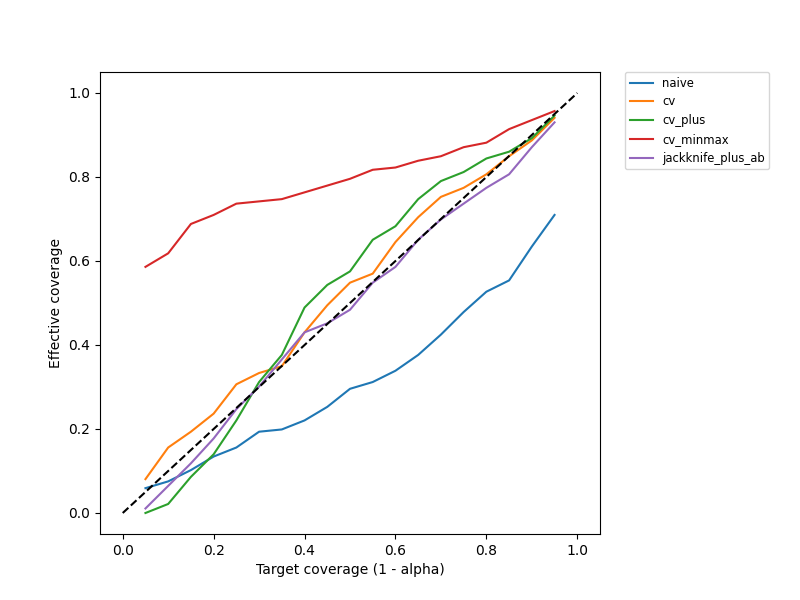 1.0
0.8
0.6
0.4
0.2
0.0
Effective coverage
0.0 0.2 0.4 0.6 0.8 1.0
Target coverage (1 - alpha)
naive
cv
cv_plus
cv_minmax
jackknife_plus_ab